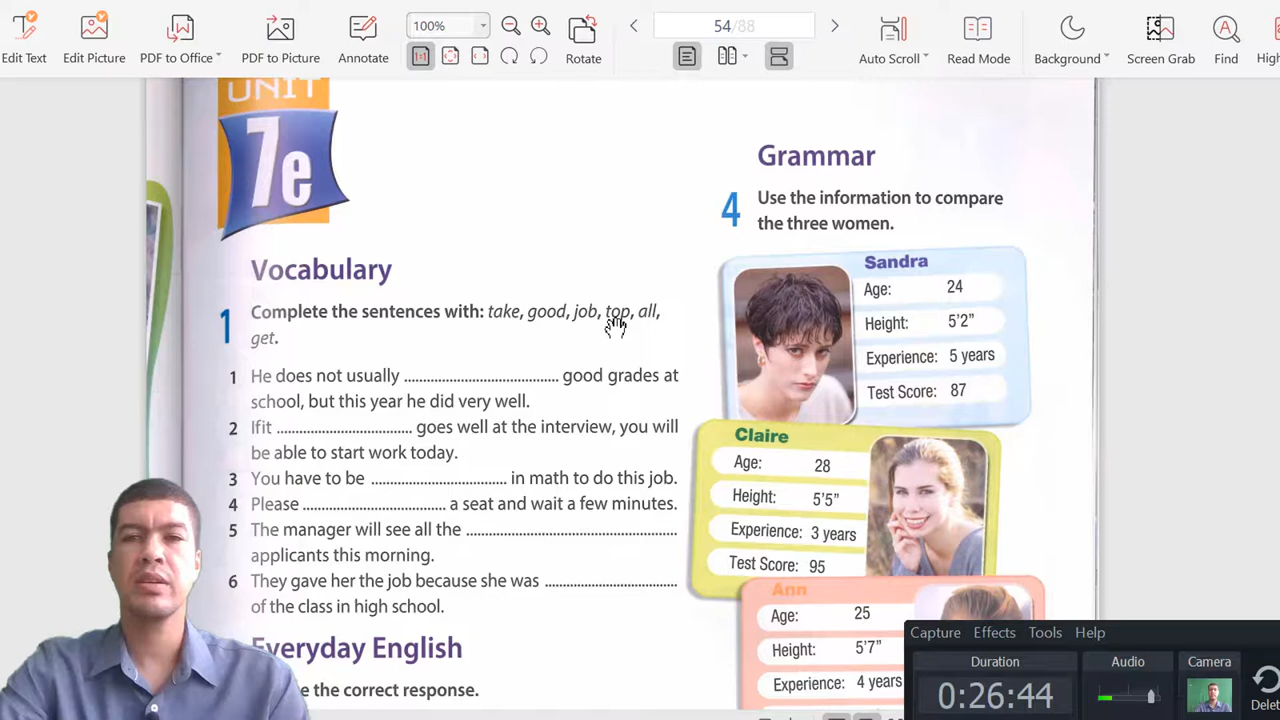 Edit Text
Edit Picture
PDF to Office
PDF to Picture
Annotate
100%
Rotate
54/88
Auto Scroll
Read Mode
Background
Screen Grab
Find
UNIT
7e
Vocabulary
1 Complete the sentences with: take, good, job, top, all,
get.
1 He does not usually ...................................... good grades at
school, but this year he did very well.
2 Ifit ................................. goes well at the interview, you will
be able to start work today.
3 You have to be ................................. in math to do this job.
4 Please ................................... a seat and wait a few minutes.
5 The manager will see all the ....................................................
applicants this morning.
6 They gave her the job because she was .................................
of the class in high school.
Everyday English
e the correct response.
Grammar
4 Use the information to compare
the three women.
Sandra
Age: 24
Height: 5'2"
Experience: 5 years
Test Score: 87
Claire
Age: 28
Height: 5'5"
Experience: 3 years
Test Score: 95
Ann
Age: 25
Height: 5'7"
Experience: 4 years
Capture Effects Tools Help
Duration
0:26:44
Audio
Camera